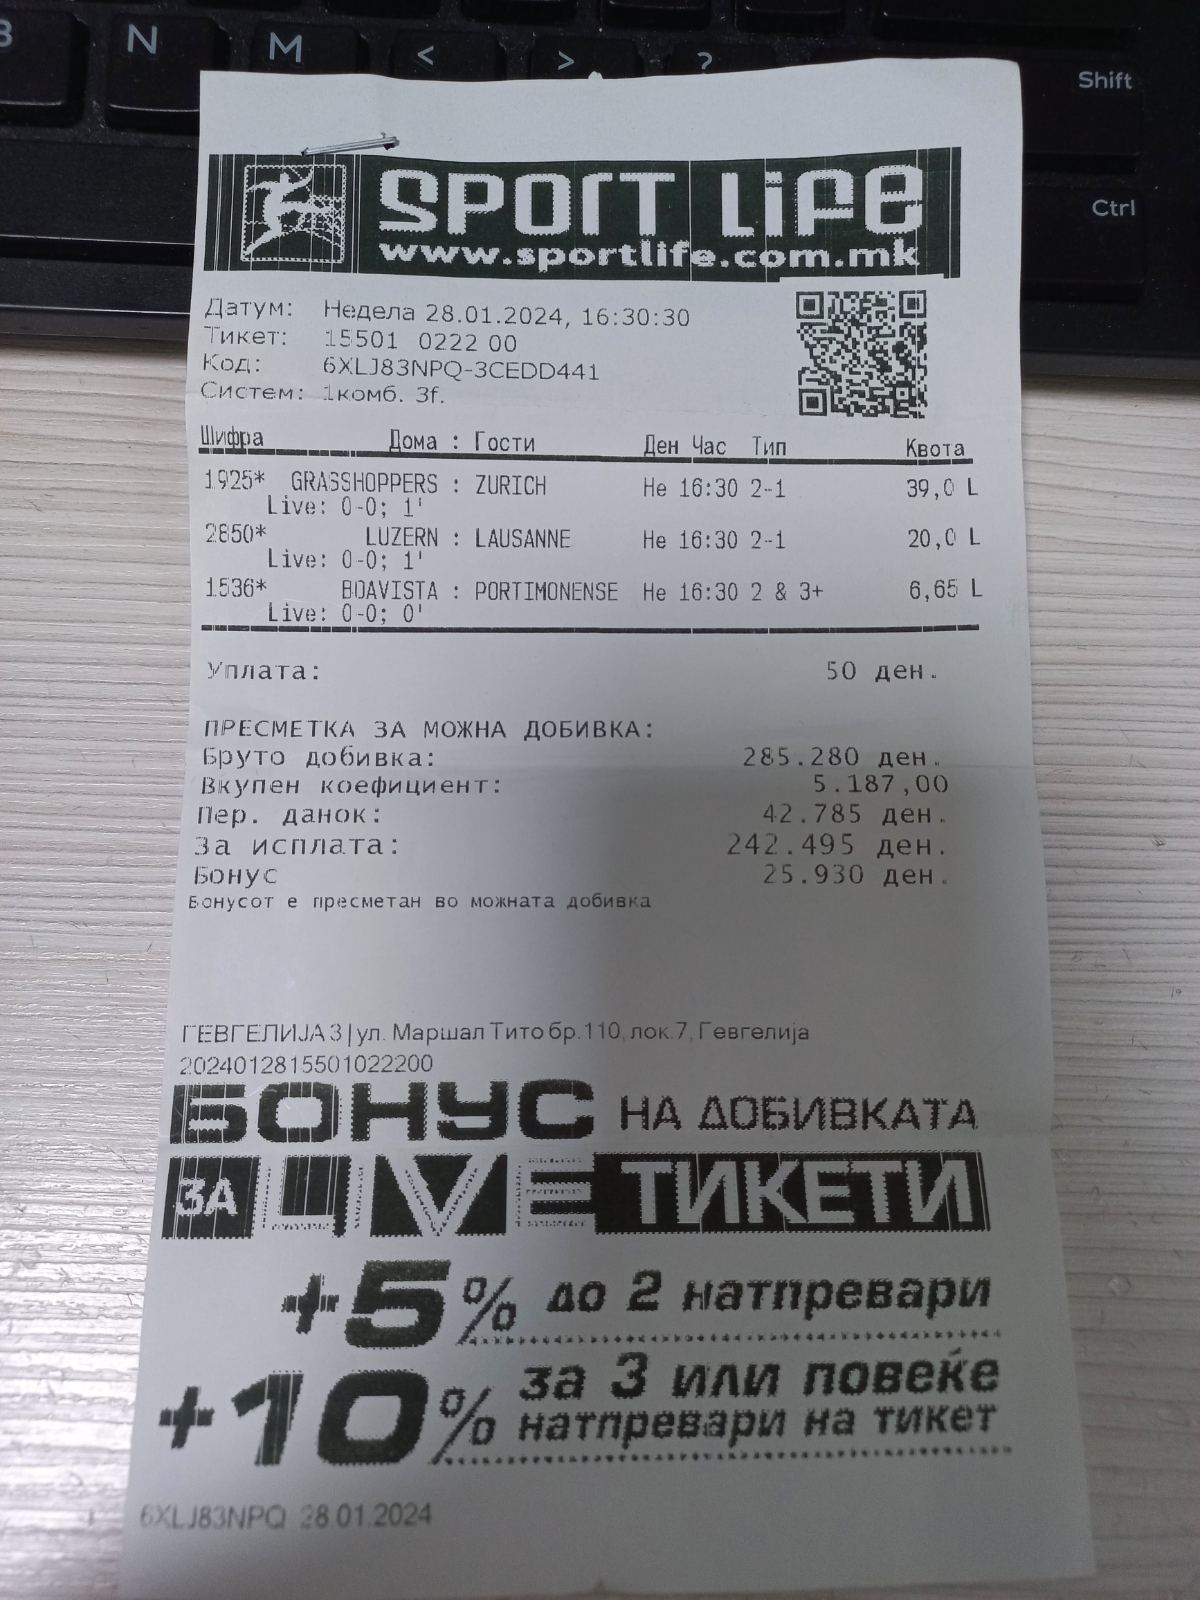 B N M < > ? Shift
Ctrl
SPORT LIFE
www.sportlife.com.mk
Датум: Недела 28.01.2024, 16:30:30
Тикет: 15501 0222 00
Код: 6XLJ83NPQ-3CEDD441
Систем: 1комб. 3f.
Шифра Дома : Гости Ден Час Тип Квота
1925* GRASSHOPPERS : ZURICH Не 16:30 2-1 39,0 L
Live: 0-0; 1'
2850* LUZERN : LAUSANNE Не 16:30 2-1 20,0 L
Live: 0-0; 1'
1536* BOAVISTA : PORTIMONENSE Не 16:30 2 & 3+ 6,65 L
Live: 0-0; 0'
Уплата: 50 ден.
ПРЕСМЕТКА ЗА МОЖНА ДОБИВКА:
Бруто добивка: 285.280 ден.
Вкупен коефициент: 5.187,00
Пер. данок: 42.785 ден.
За исплата: 242.495 ден.
Бонус 25.930 ден.
Бонусот е пресметан во можната добивка
ГЕВГЕЛИЈА 3 | ул. Маршал Тито бр.110, лок.7, Гевгелија
2024012815501022200
БОНУС НА ДОБИВКАТА
ЗА LIVE ТИКЕТИ
+5% до 2 натпревари
+10% за 3 или повеќе
натпревари на тикет
6XLJ83NPQ 28.01.2024